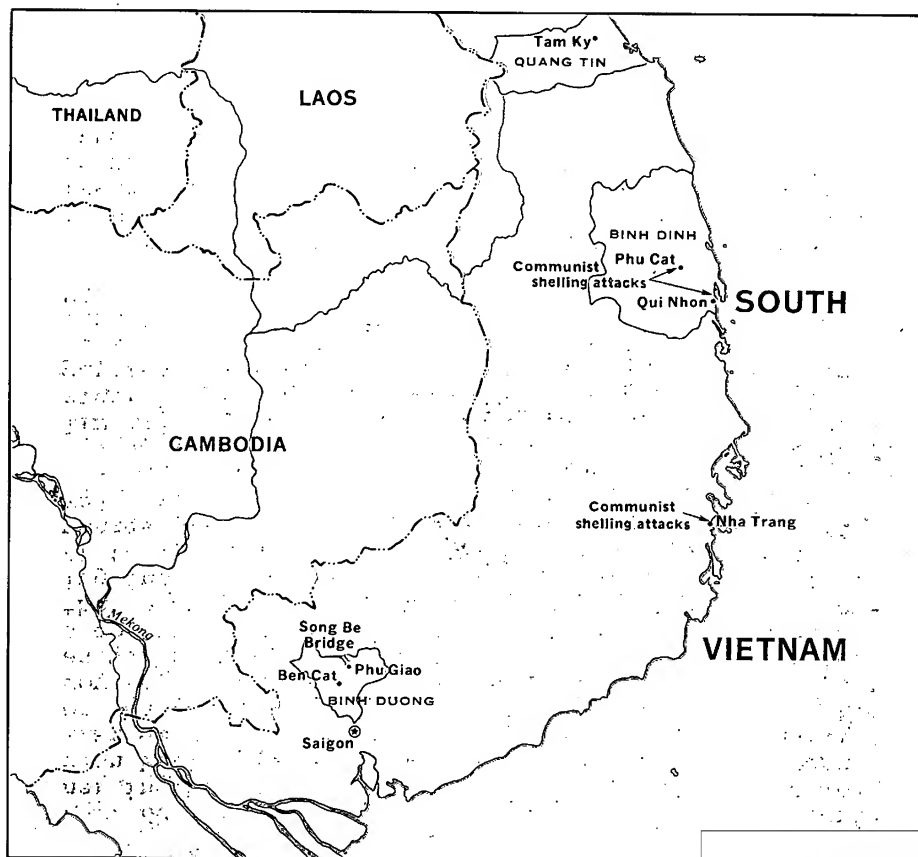 Tam Ky
QUANG TIN
LAOS
THAILAND
BINH DINH
Phu Cat
Communist
shelling attacks
Qui Nhon
SOUTH
CAMBODIA
Communist
shelling attacks
Nha Trang
Mekong
Song Be
Bridge
Phu Giao
Ben Cat
BINH DUONG
VIETNAM
Saigon